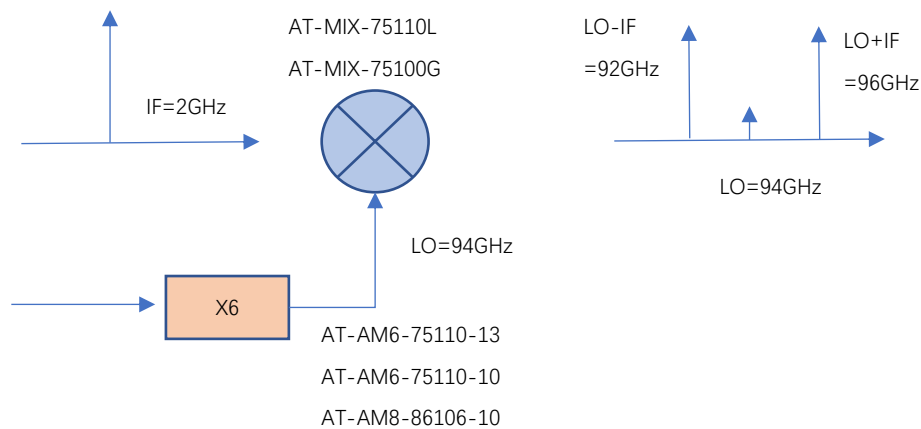 AT-MIX-75110L
AT-MIX-75100G
IF=2GHz
LO-IF
=92GHz
LO+IF
=96GHz
LO=94GHz
LO=94GHz
X6
AT-AM6-75110-13
AT-AM6-75110-10
AT-AM8-86106-10